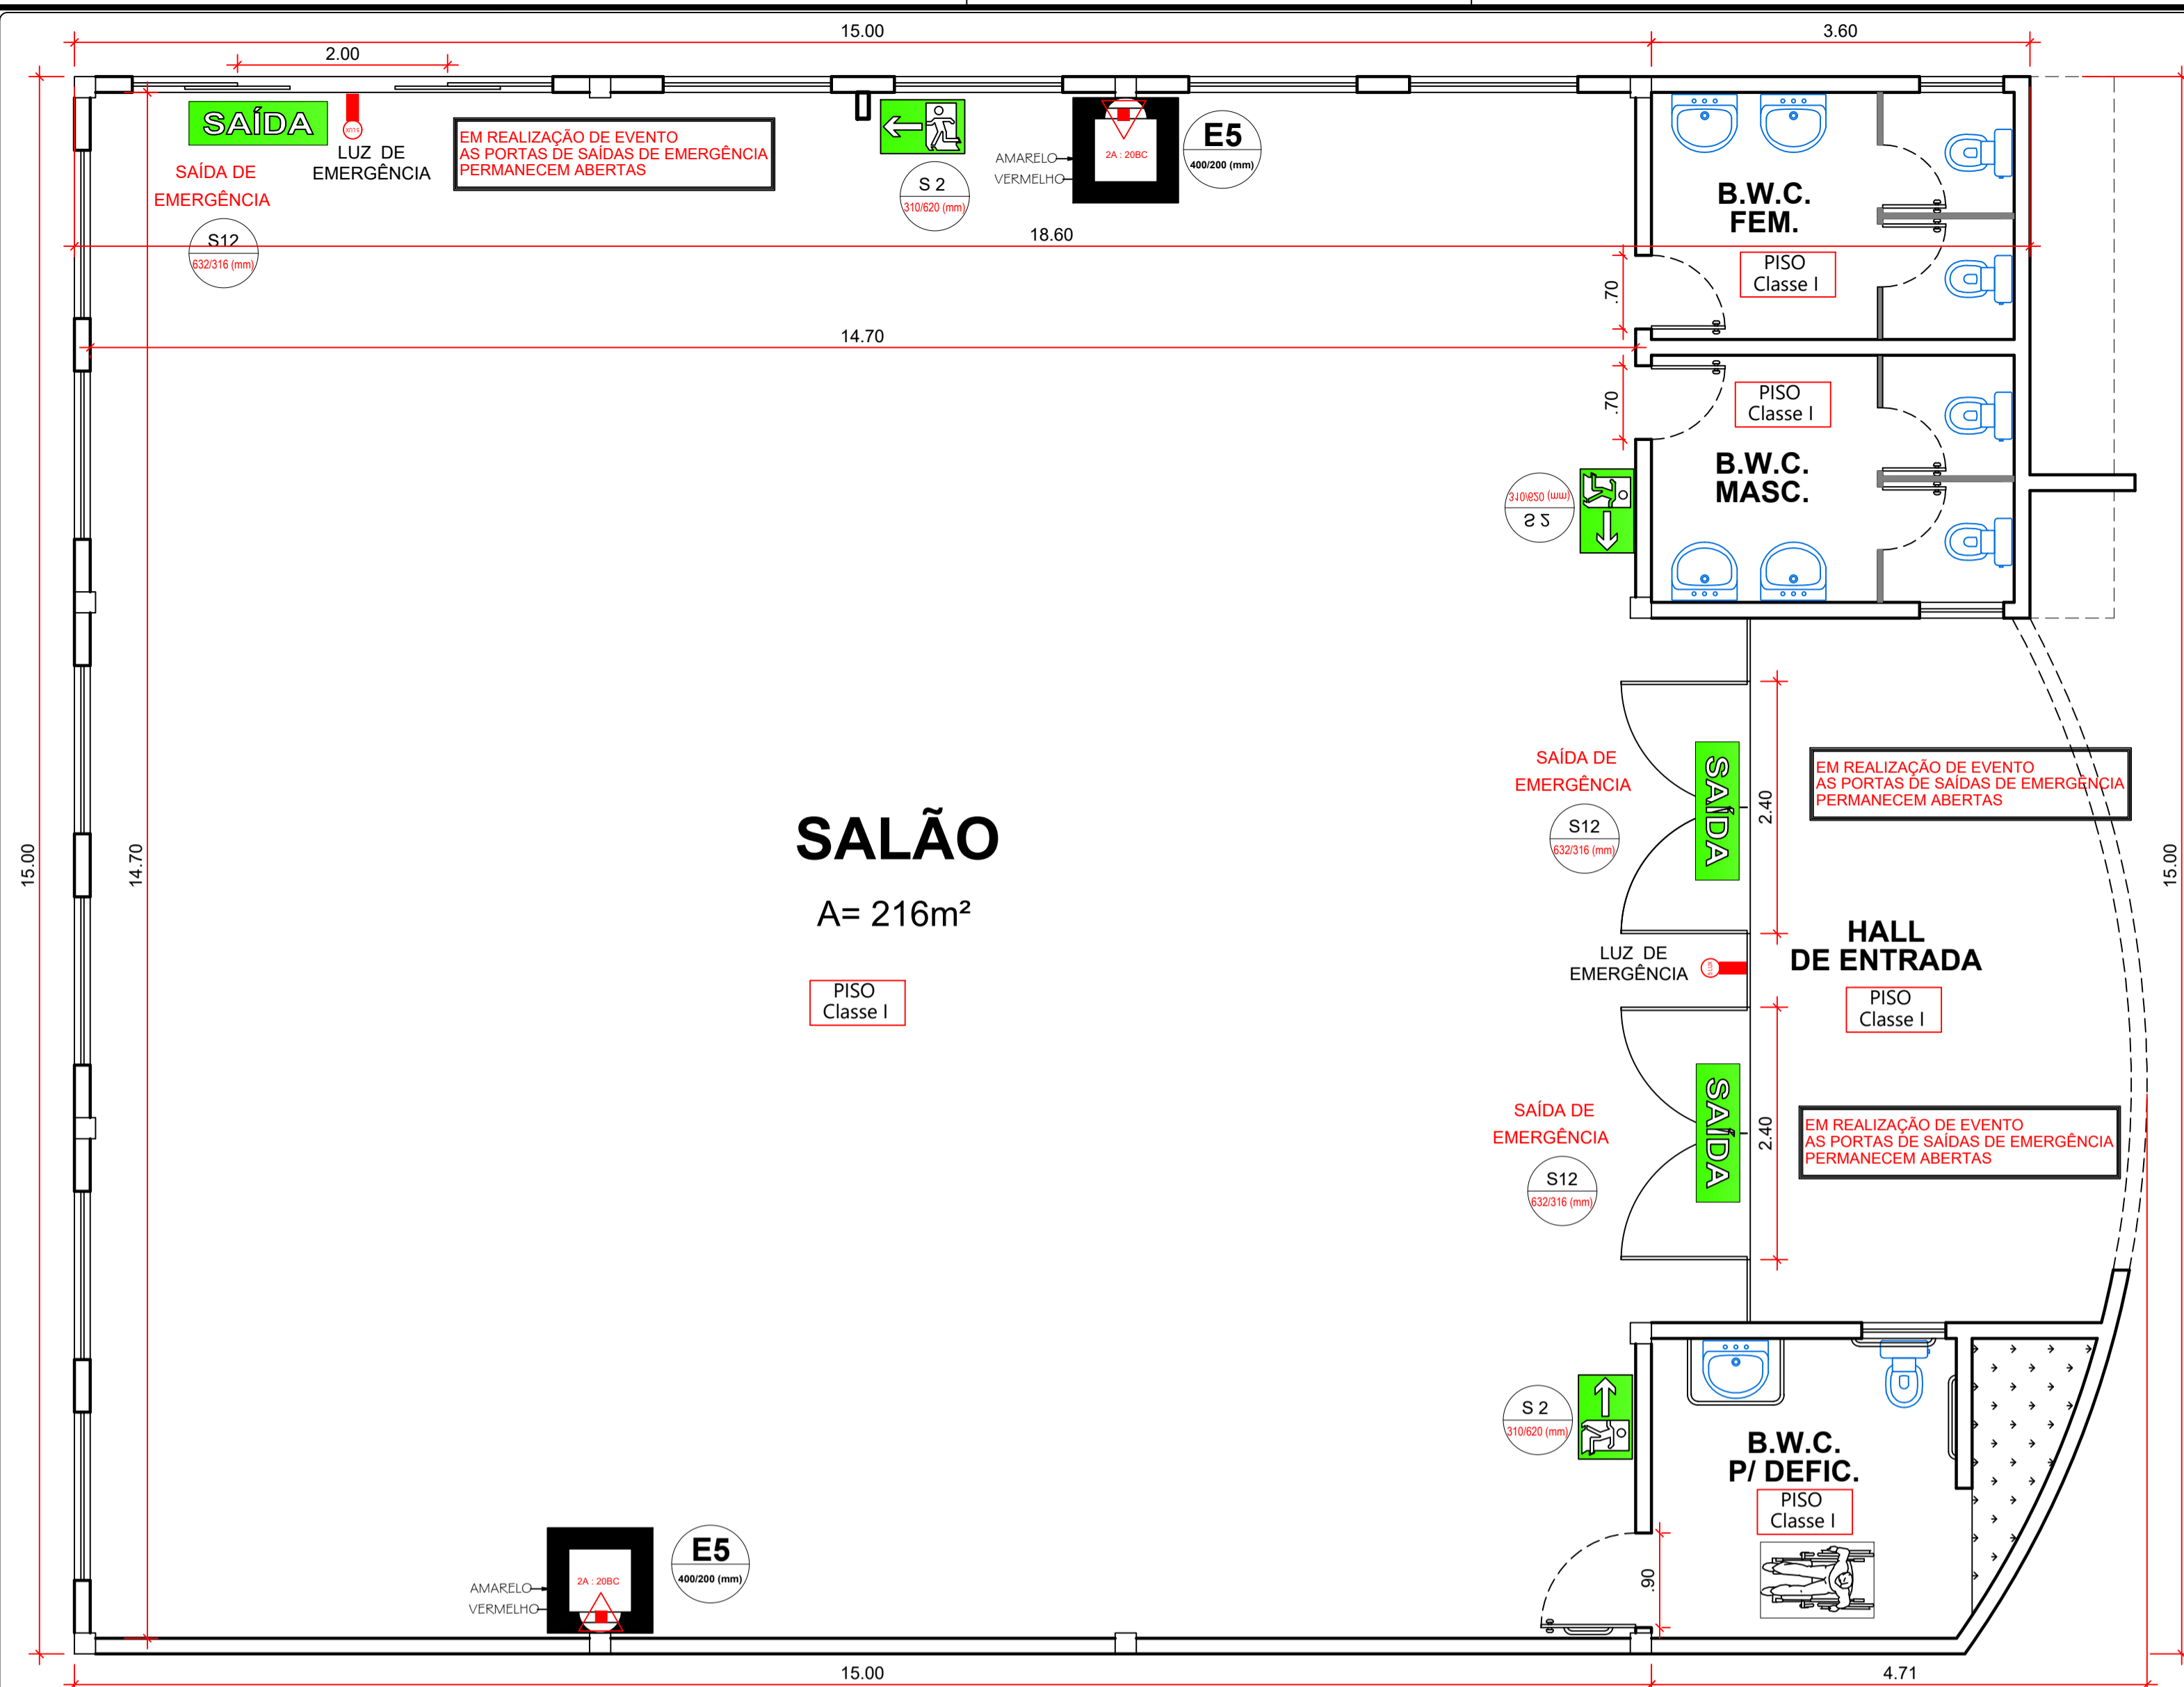 15.00
3.60
2.00
SAÍDA
SAÍDA DE
EMERGÊNCIA
S12
632/316 (mm)
LUZ DE
EMERGÊNCIA
EM REALIZAÇÃO DE EVENTO
AS PORTAS DE SAÍDAS DE EMERGÊNCIA
PERMANECEM ABERTAS
S 2
310/620 (mm)
AMARELO
VERMELHO
2A : 20BC
E5
400/200 (mm)
B.W.C.
FEM.
PISO
Classe I
18.60
.70
14.70
.70
PISO
Classe I
B.W.C.
MASC.
310/620 (mm)
S 2
SAÍDA DE
EMERGÊNCIA
S12
632/316 (mm)
SAÍDA
2.40
EM REALIZAÇÃO DE EVENTO
AS PORTAS DE SAÍDAS DE EMERGÊNCIA
PERMANECEM ABERTAS
15.00
14.70
SALÃO
A= 216m²
PISO
Classe I
15.00
HALL
DE ENTRADA
PISO
Classe I
LUZ DE
EMERGÊNCIA
SAÍDA DE
EMERGÊNCIA
S12
632/316 (mm)
SAÍDA
2.40
EM REALIZAÇÃO DE EVENTO
AS PORTAS DE SAÍDAS DE EMERGÊNCIA
PERMANECEM ABERTAS
S 2
310/620 (mm)
B.W.C.
P/ DEFIC.
PISO
Classe I
.90
AMARELO
VERMELHO
2A : 20BC
E5
400/200 (mm)
15.00
4.71